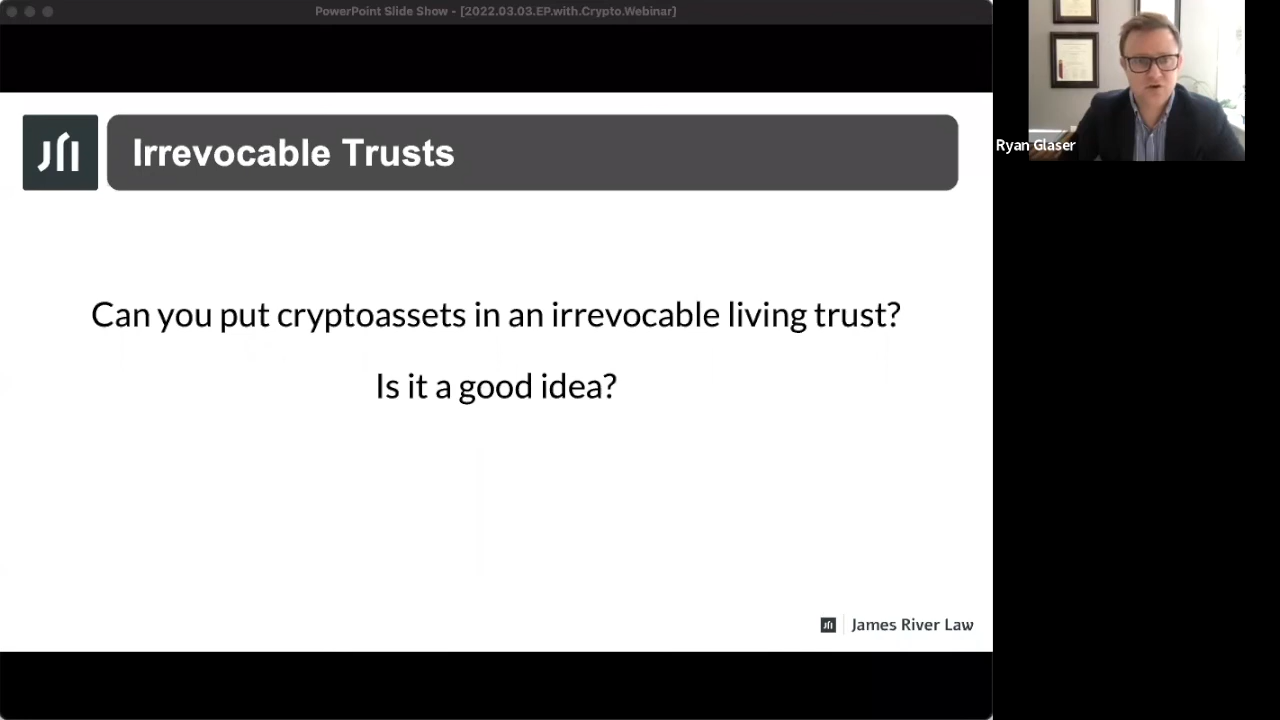 PowerPoint Slide Show - [2022.03.03.EP.with.Crypto.Webinar]
Irrevocable Trusts
Can you put cryptoassets in an irrevocable living trust?
Is it a good idea?
James River Law
Ryan Glaser